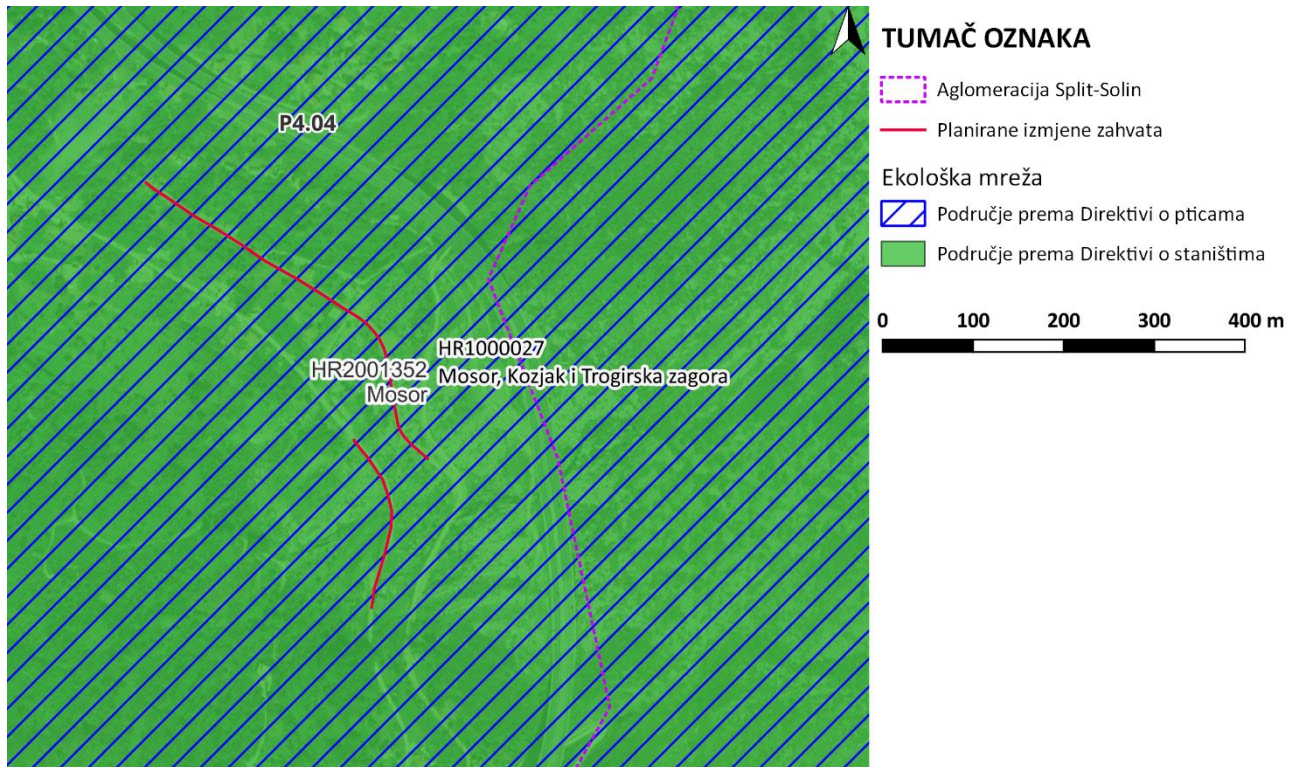 P4.04
HR1000027
Mosor, Kozjak i Trogirska zagora
HR2001352
Mosor
TUMAČ OZNAKA
Aglomeracija Split-Solin
Planirane izmjene zahvata
Ekološka mreža
Područje prema Direktivi o pticama
Područje prema Direktivi o staništima
0 100 200 300 400 m